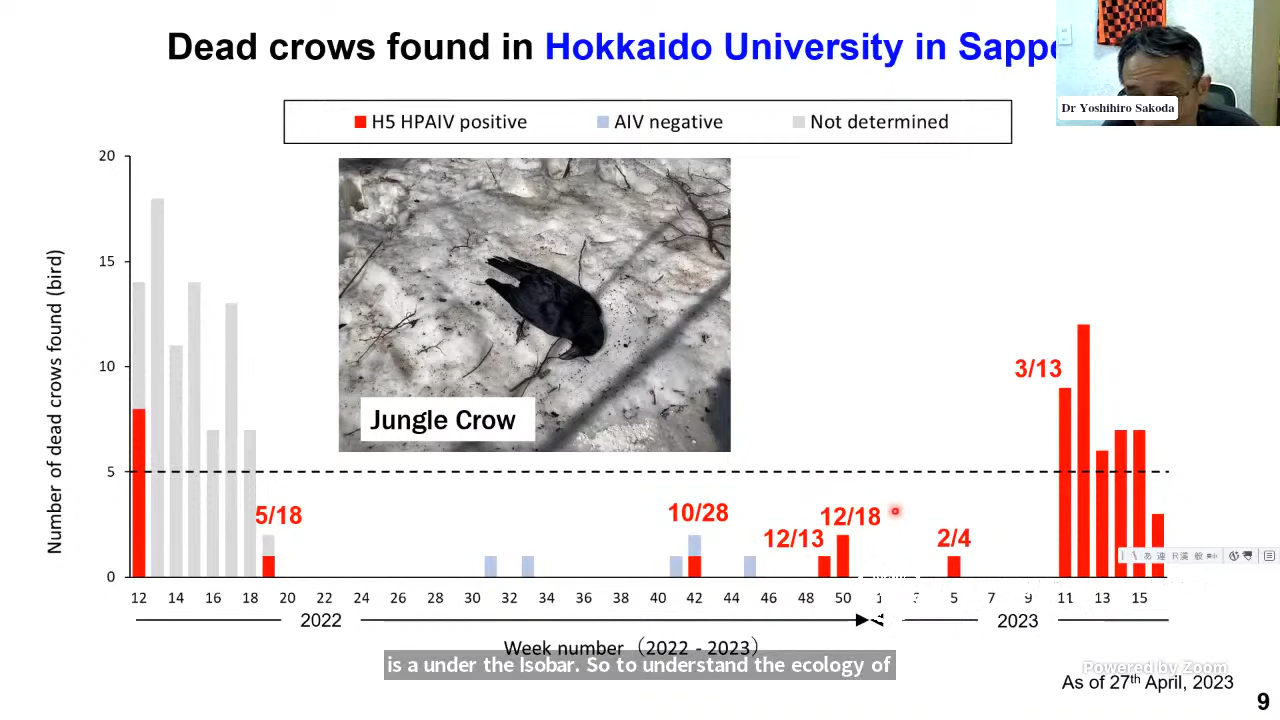 Dead crows found in Hokkaido University in Sappo
Dr Yoshihiro Sakoda
H5 HPAIV positive
AIV negative
Not determined
Number of dead crows found (bird)
20
15
10
5
0
Jungle Crow
5/18
10/28
12/13
12/18
2/4
3/13
12 14 16 18 20 22 24 26 28 30 32 34 36 38 40 42 44 46 48 50 1 3 5 7 9 11 13 15
2022
2023
Week number (2022 - 2023)
is a under the Isobar. So to understand the ecology of
Powered by Zoom
As of 27th April, 2023
9